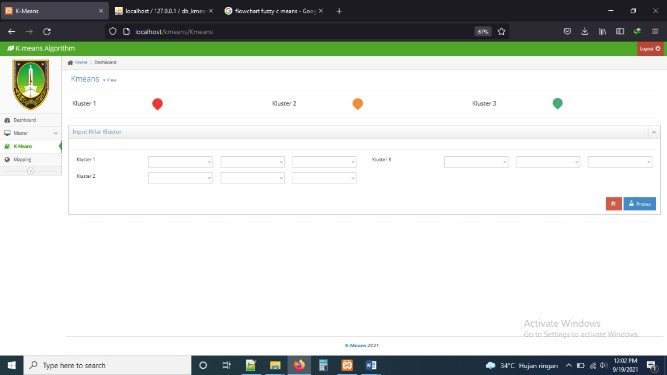 K-Means
localhost / 127.0.0.1 / db_kmea
flowchart fuzzy c means - Goog
localhost/kmeans/Kmeans
67%
K-means Algorithm
Logout
Home
Dashboard
Kmeans » View
Kluster 1
Kluster 2
Kluster 3
Dashboard
Master
K-Means
Mapping
Input Nilai Kluster
Kluster 1
Kluster 3
Kluster 2
Proses
Activate Windows
Go to Settings to activate Windows.
K-Means 2021
Type here to search
34°C Hujan ringan
12:02 PM
9/19/2021